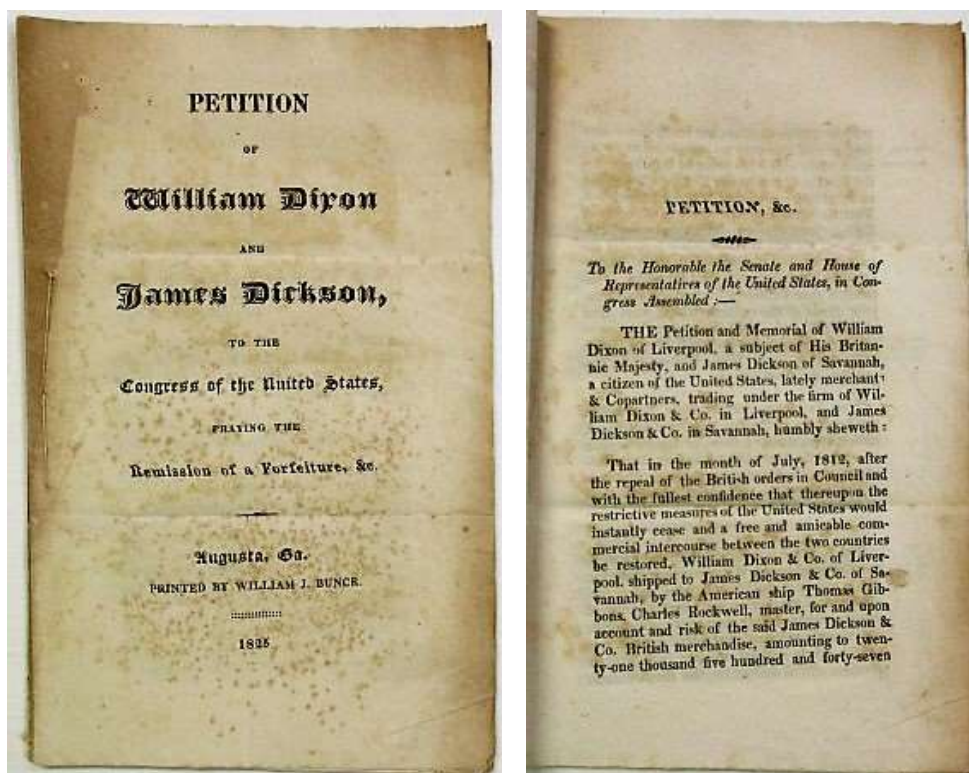 PETITION
OF
William Dixon
AND
James Dickson,
TO THE
Congress of the United States,
PRAYING THE
Remission of a Forfeiture, &c.
Augusta, Ga.
PRINTED BY WILLIAM J. BUNCE.
1825
PETITION, &c.
To the Honorable the Senate and House of
Representatives of the United States, in Con-
gress Assembled:—
THE Petition and Memorial of William
Dixon of Liverpool, a subject of His Britan-
nic Majesty, and James Dickson of Savannah,
a citizen of the United States, lately merchants
& Copartners, trading under the firm of Wil-
liam Dixon & Co. in Liverpool, and James
Dickson & Co. in Savannah, humbly sheweth:
That in the month of July, 1812, after
the repeal of the British orders in Council and
with the fullest confidence that thereupon the
restrictive measures of the United States would
instantly cease and a free and amicable com-
mercial intercourse between the two countries
be restored, William Dixon & Co. of Liver-
pool, shipped to James Dickson & Co. of Sa-
vannah, by the American ship Thomas Gib-
bons, Charles Rockwell, master, for and upon
account and risk of the said James Dickson &
Co. British merchandise, amounting to twen-
ty-one thousand five hundred and forty-seven